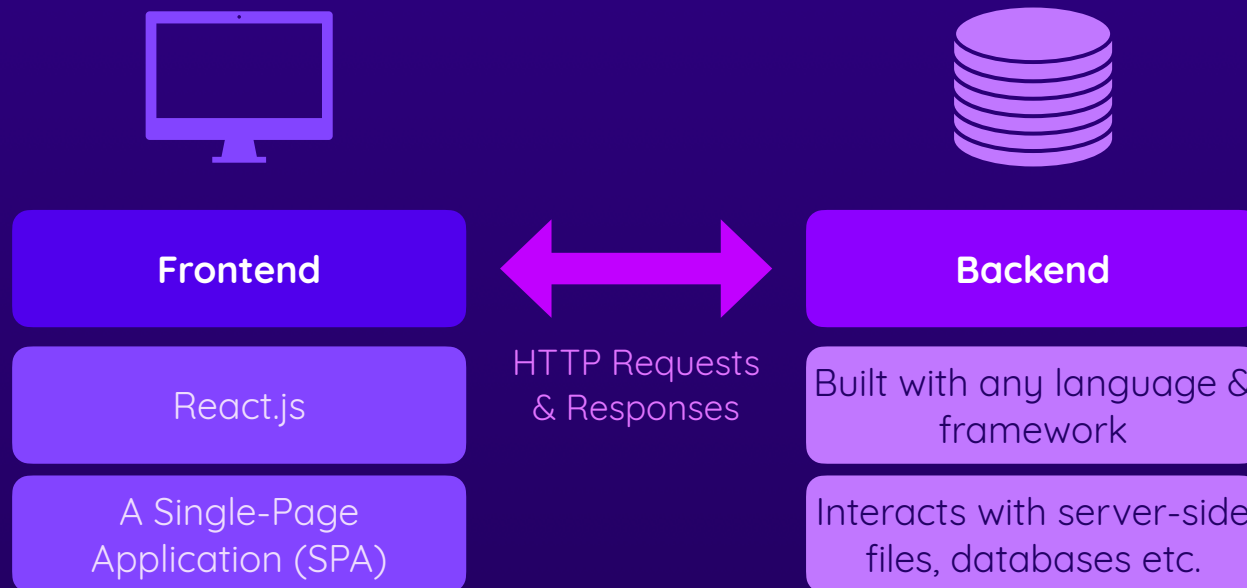 Frontend
Backend
HTTP Requests
& Responses
React.js
Built with any language &
framework
A Single-Page
Application (SPA)
Interacts with server-side
files, databases etc.